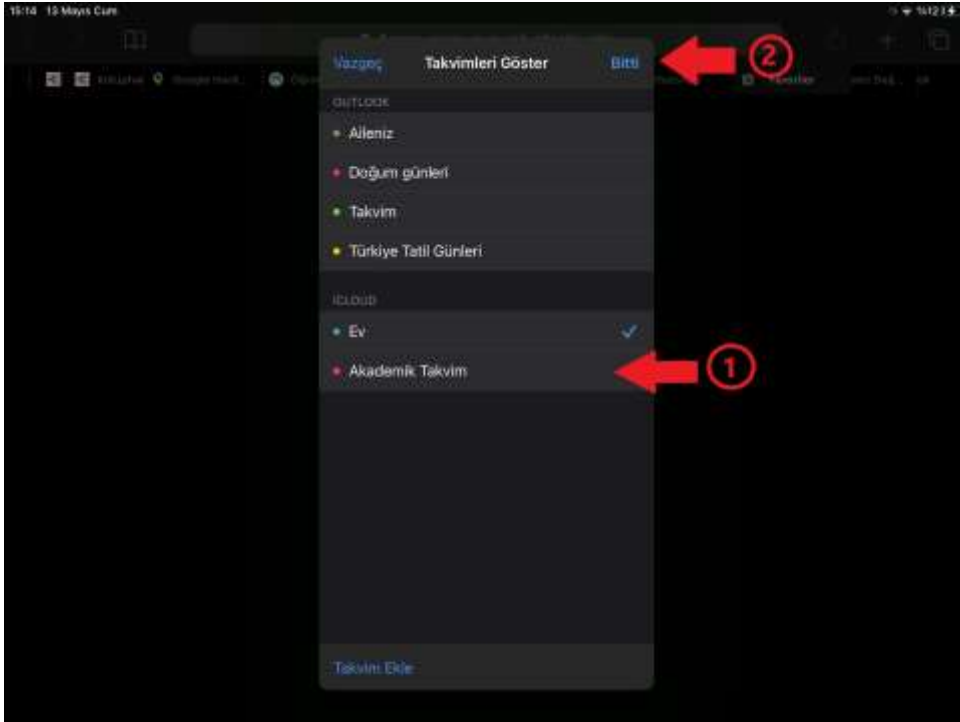 15:14 13 Mayıs Cum
Vazgeç Takvimleri Göster Bitti
2
OUTLOOK
Aileniz
Doğum günleri
Takvim
Türkiye Tatil Günleri
ICLOUD
Ev
Akademik Takvim
1
Takvim Ekle